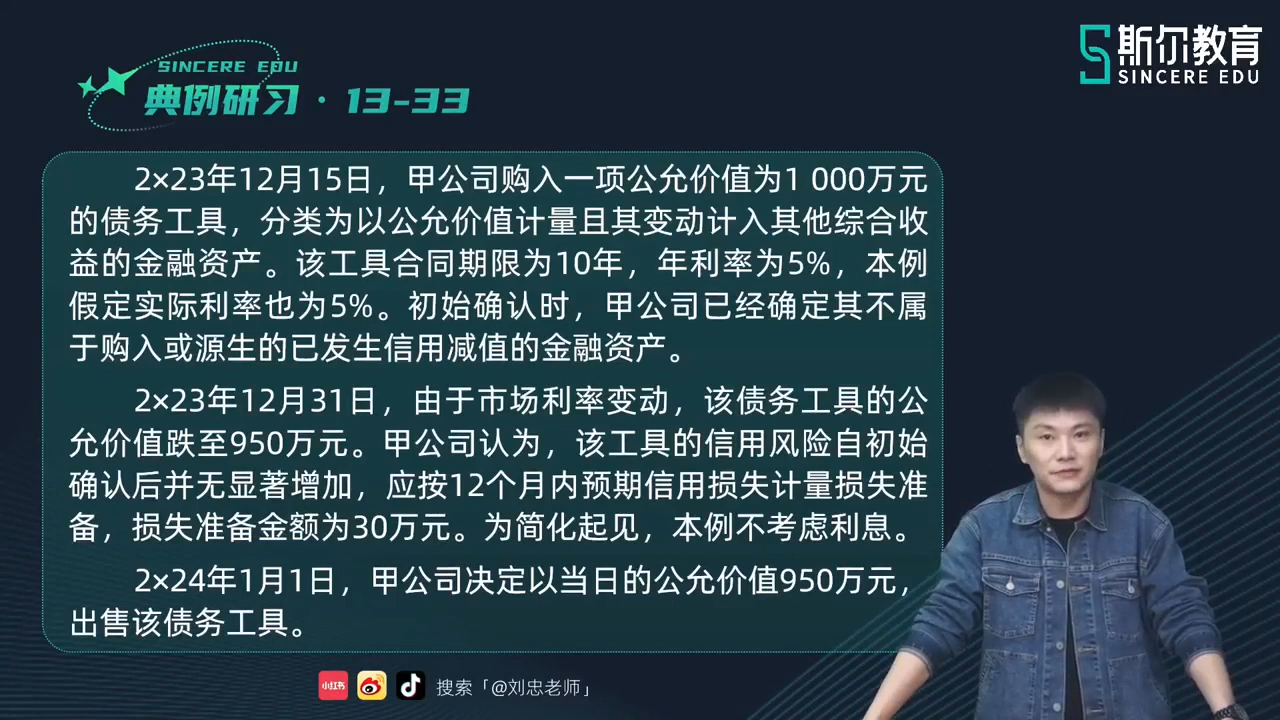 SINCERE EDU
典例研习 · 13-33
斯尔教育
SINCERE EDU
2×23年12月15日，甲公司购入一项公允价值为1 000万元
的债务工具，分类为以公允价值计量且其变动计入其他综合收
益的金融资产。该工具合同期限为10年，年利率为5%，本例
假定实际利率也为5%。初始确认时，甲公司已经确定其不属
于购入或源生的已发生信用减值的金融资产。
2×23年12月31日，由于市场利率变动，该债务工具的公
允价值跌至950万元。甲公司认为，该工具的信用风险自初始
确认后并无显著增加，应按12个月内预期信用损失计量损失准
备，损失准备金额为30万元。为简化起见，本例不考虑利息。
2×24年1月1日，甲公司决定以当日的公允价值950万元，
出售该债务工具。
小红书
搜索「@刘忠老师」